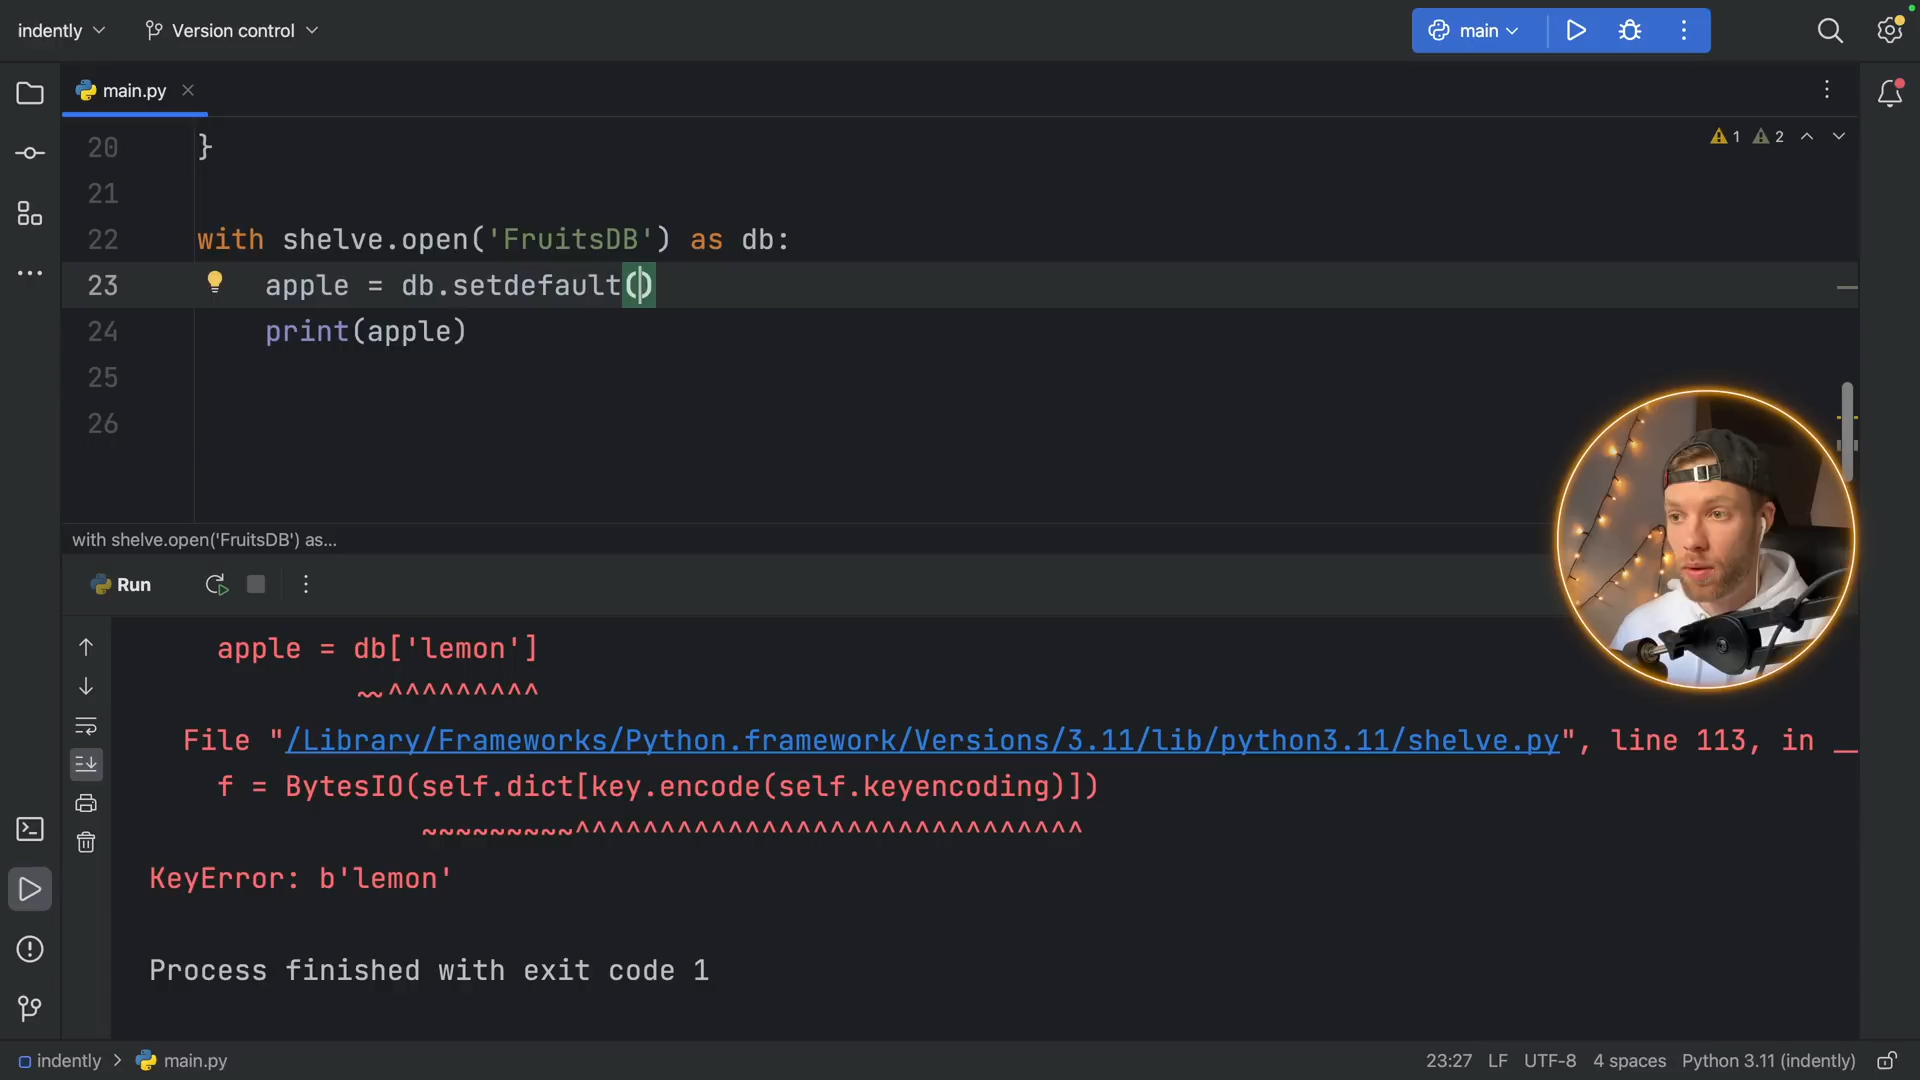 indently
Version control
main
main.py
1
2
20 }
21
22 with shelve.open('FruitsDB') as db:
23 apple = db.setdefault()
24 print(apple)
25
26
with shelve.open('FruitsDB') as...
Run
apple = db['lemon']
~~^^^^^^^^^
File "/Library/Frameworks/Python.framework/Versions/3.11/lib/python3.11/shelve.py", line 113, in __
f = BytesIO(self.dict[key.encode(self.keyencoding)])
~~~~~~~~~^^^^^^^^^^^^^^^^^^^^^^^^^^^^^^
KeyError: b'lemon'
Process finished with exit code 1
indently > main.py
23:27 LF UTF-8 4 spaces Python 3.11 (indently)